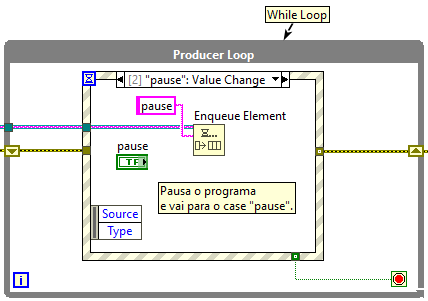 While Loop
Producer Loop
[2] "pause": Value Change
pause
Enqueue Element
pause
TF
Pausa o programa
e vai para o case "pause".
Source
Type
i